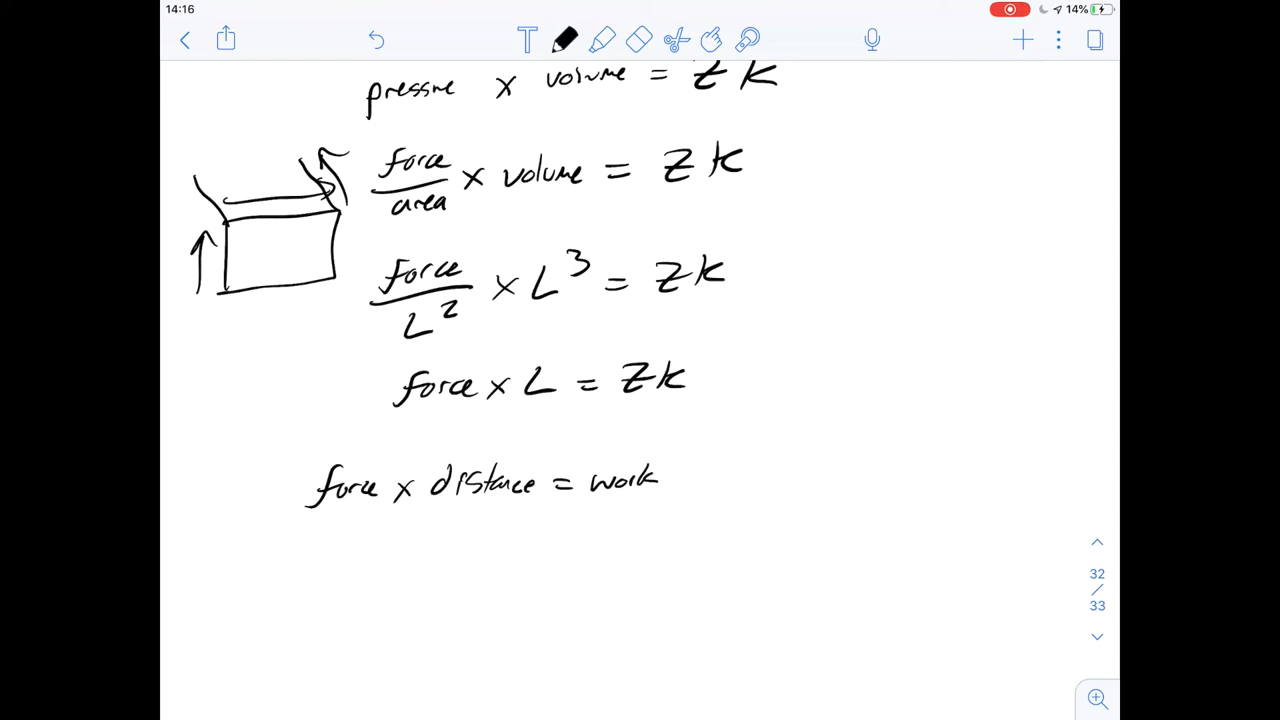 14:16
14%
T
pressure x volume = z k
force/area x volume = z k
force/L² x L³ = z k
force x L = z k
force x distance = work
32
/
33